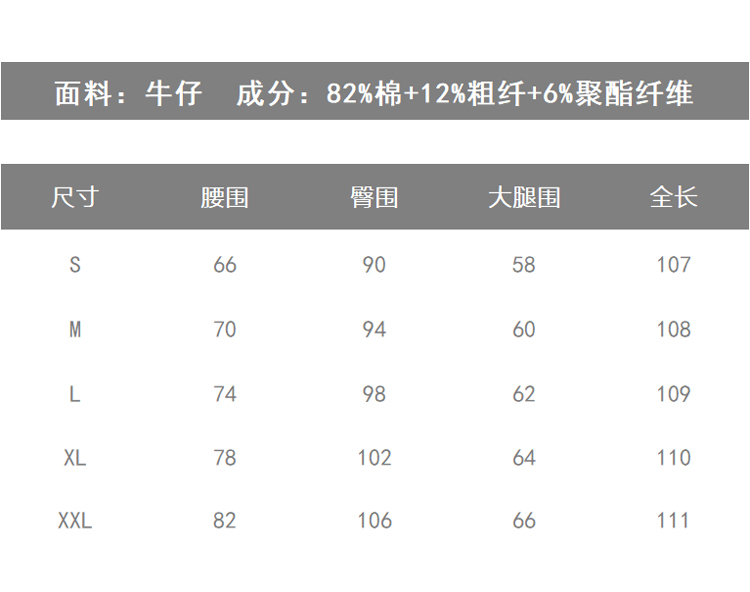 面料：牛仔 成分：82%棉+12%粗纤+6%聚酯纤维
尺寸 腰围 臀围 大腿围 全长
S 66 90 58 107
M 70 94 60 108
L 74 98 62 109
XL 78 102 64 110
XXL 82 106 66 111